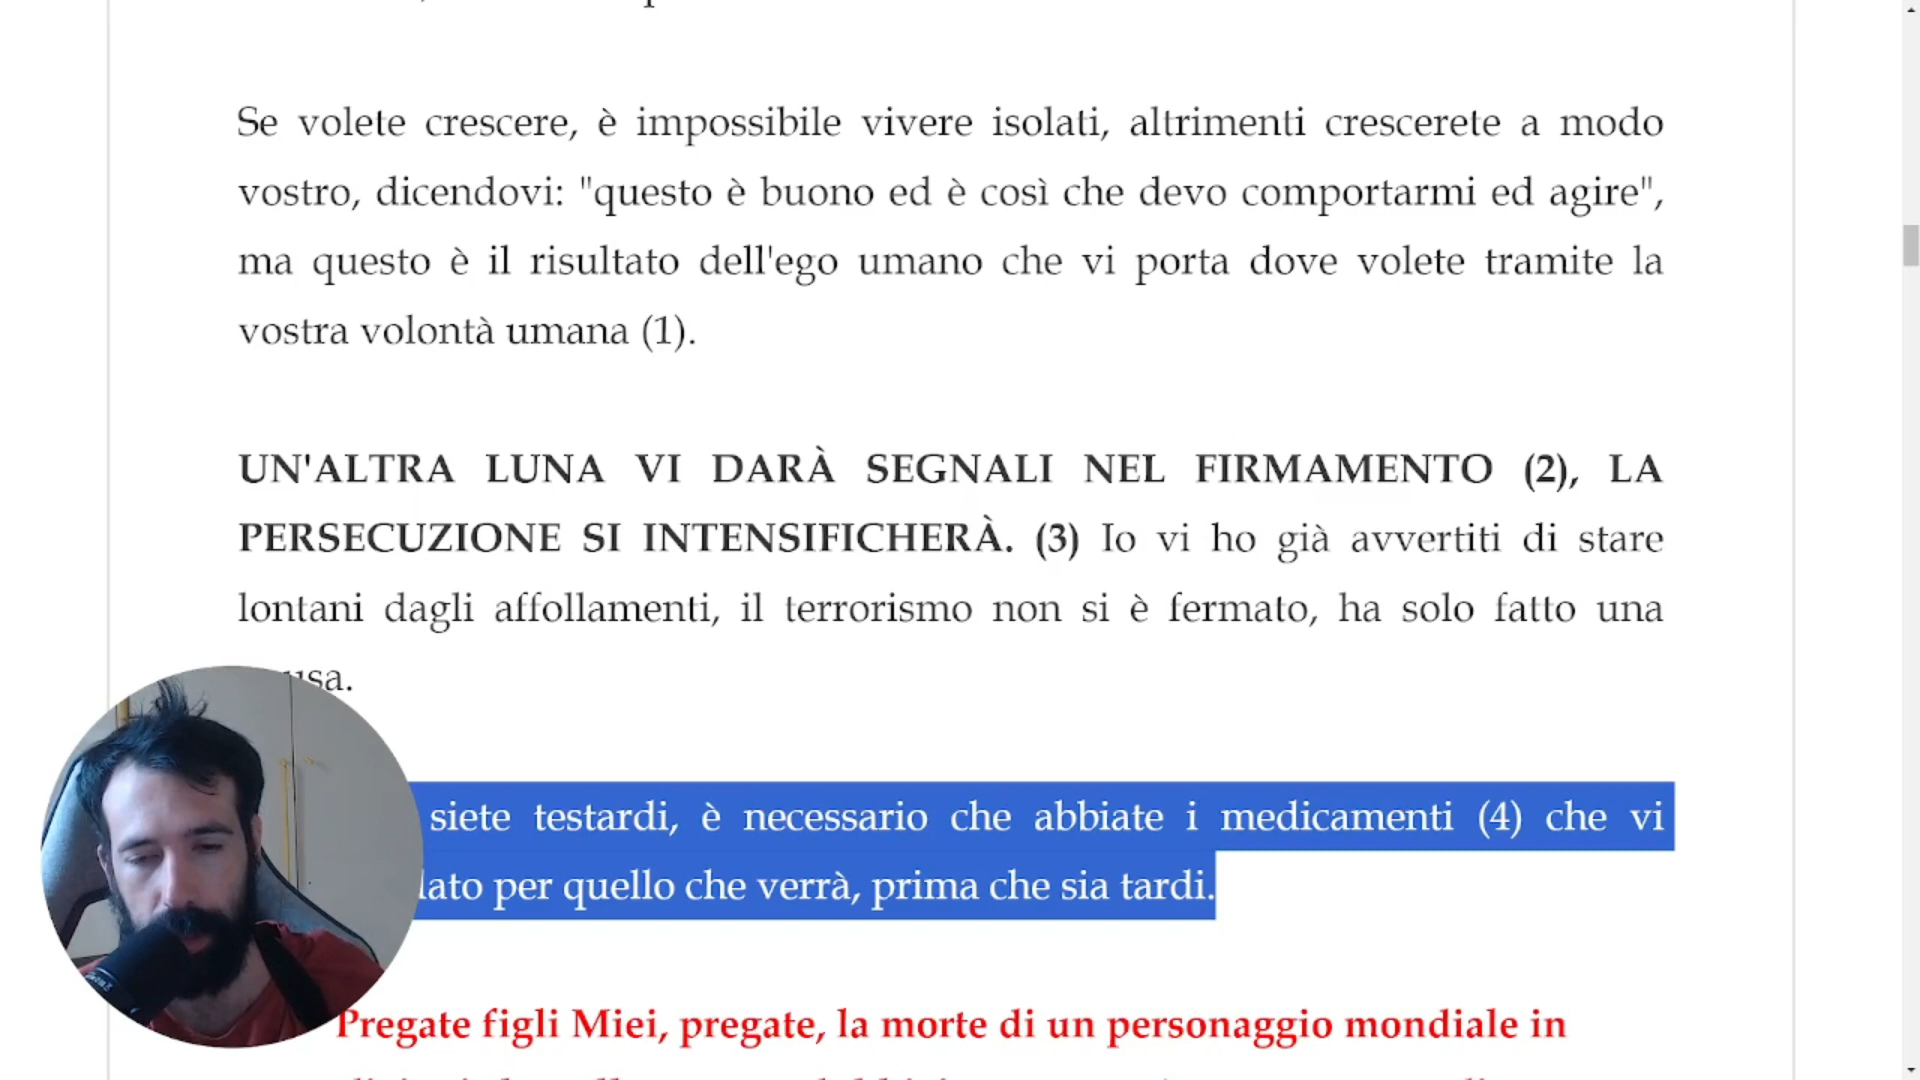 Se volete crescere, è impossibile vivere isolati, altrimenti crescerete a modo
vostro, dicendovi: "questo è buono ed è così che devo comportarmi ed agire",
ma questo è il risultato dell'ego umano che vi porta dove volete tramite la
vostra volontà umana (1).
UN'ALTRA LUNA VI DARÀ SEGNALI NEL FIRMAMENTO (2), LA
PERSECUZIONE SI INTENSIFICHERÀ. (3) Io vi ho già avvertiti di stare
lontani dagli affollamenti, il terrorismo non si è fermato, ha solo fatto una
siete testardi, è necessario che abbiate i medicamenti (4) che vi
per quello che verrà, prima che sia tardi.
Pregate figli Miei, pregate, la morte di un personaggio mondiale in